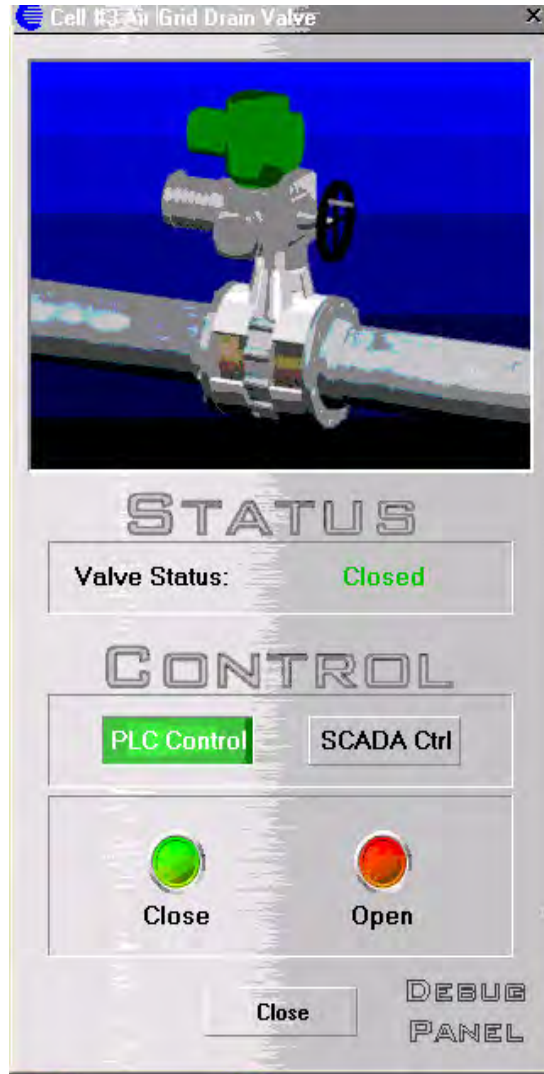 Cell #3 Air Grid Drain Valve
STATUS
Valve Status: Closed
CONTROL
PLC Control SCADA Ctrl
Close Open
Close
DEBUG
PANEL